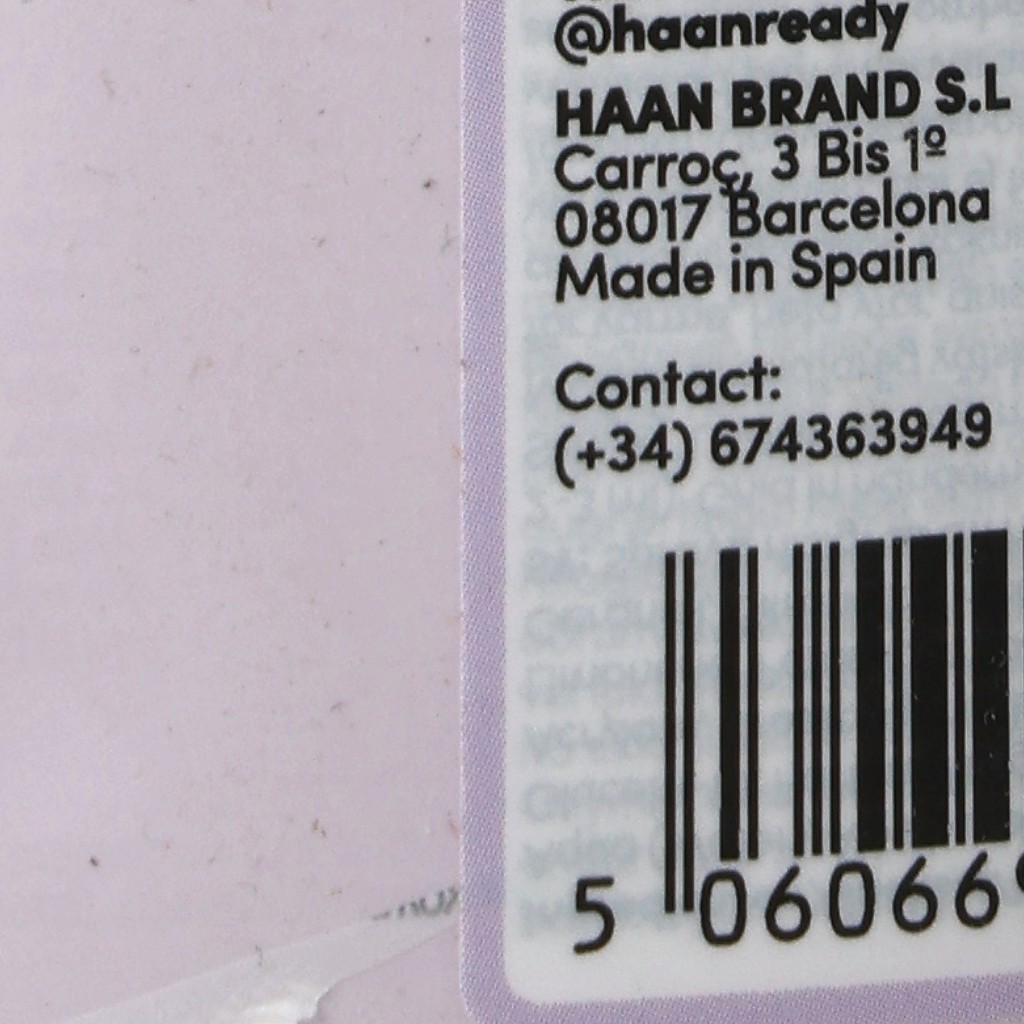 @haanready
HAAN BRAND S.L
Carroç, 3 Bis 1º
08017 Barcelona
Made in Spain
Contact:
(+34) 674363949
5 06066